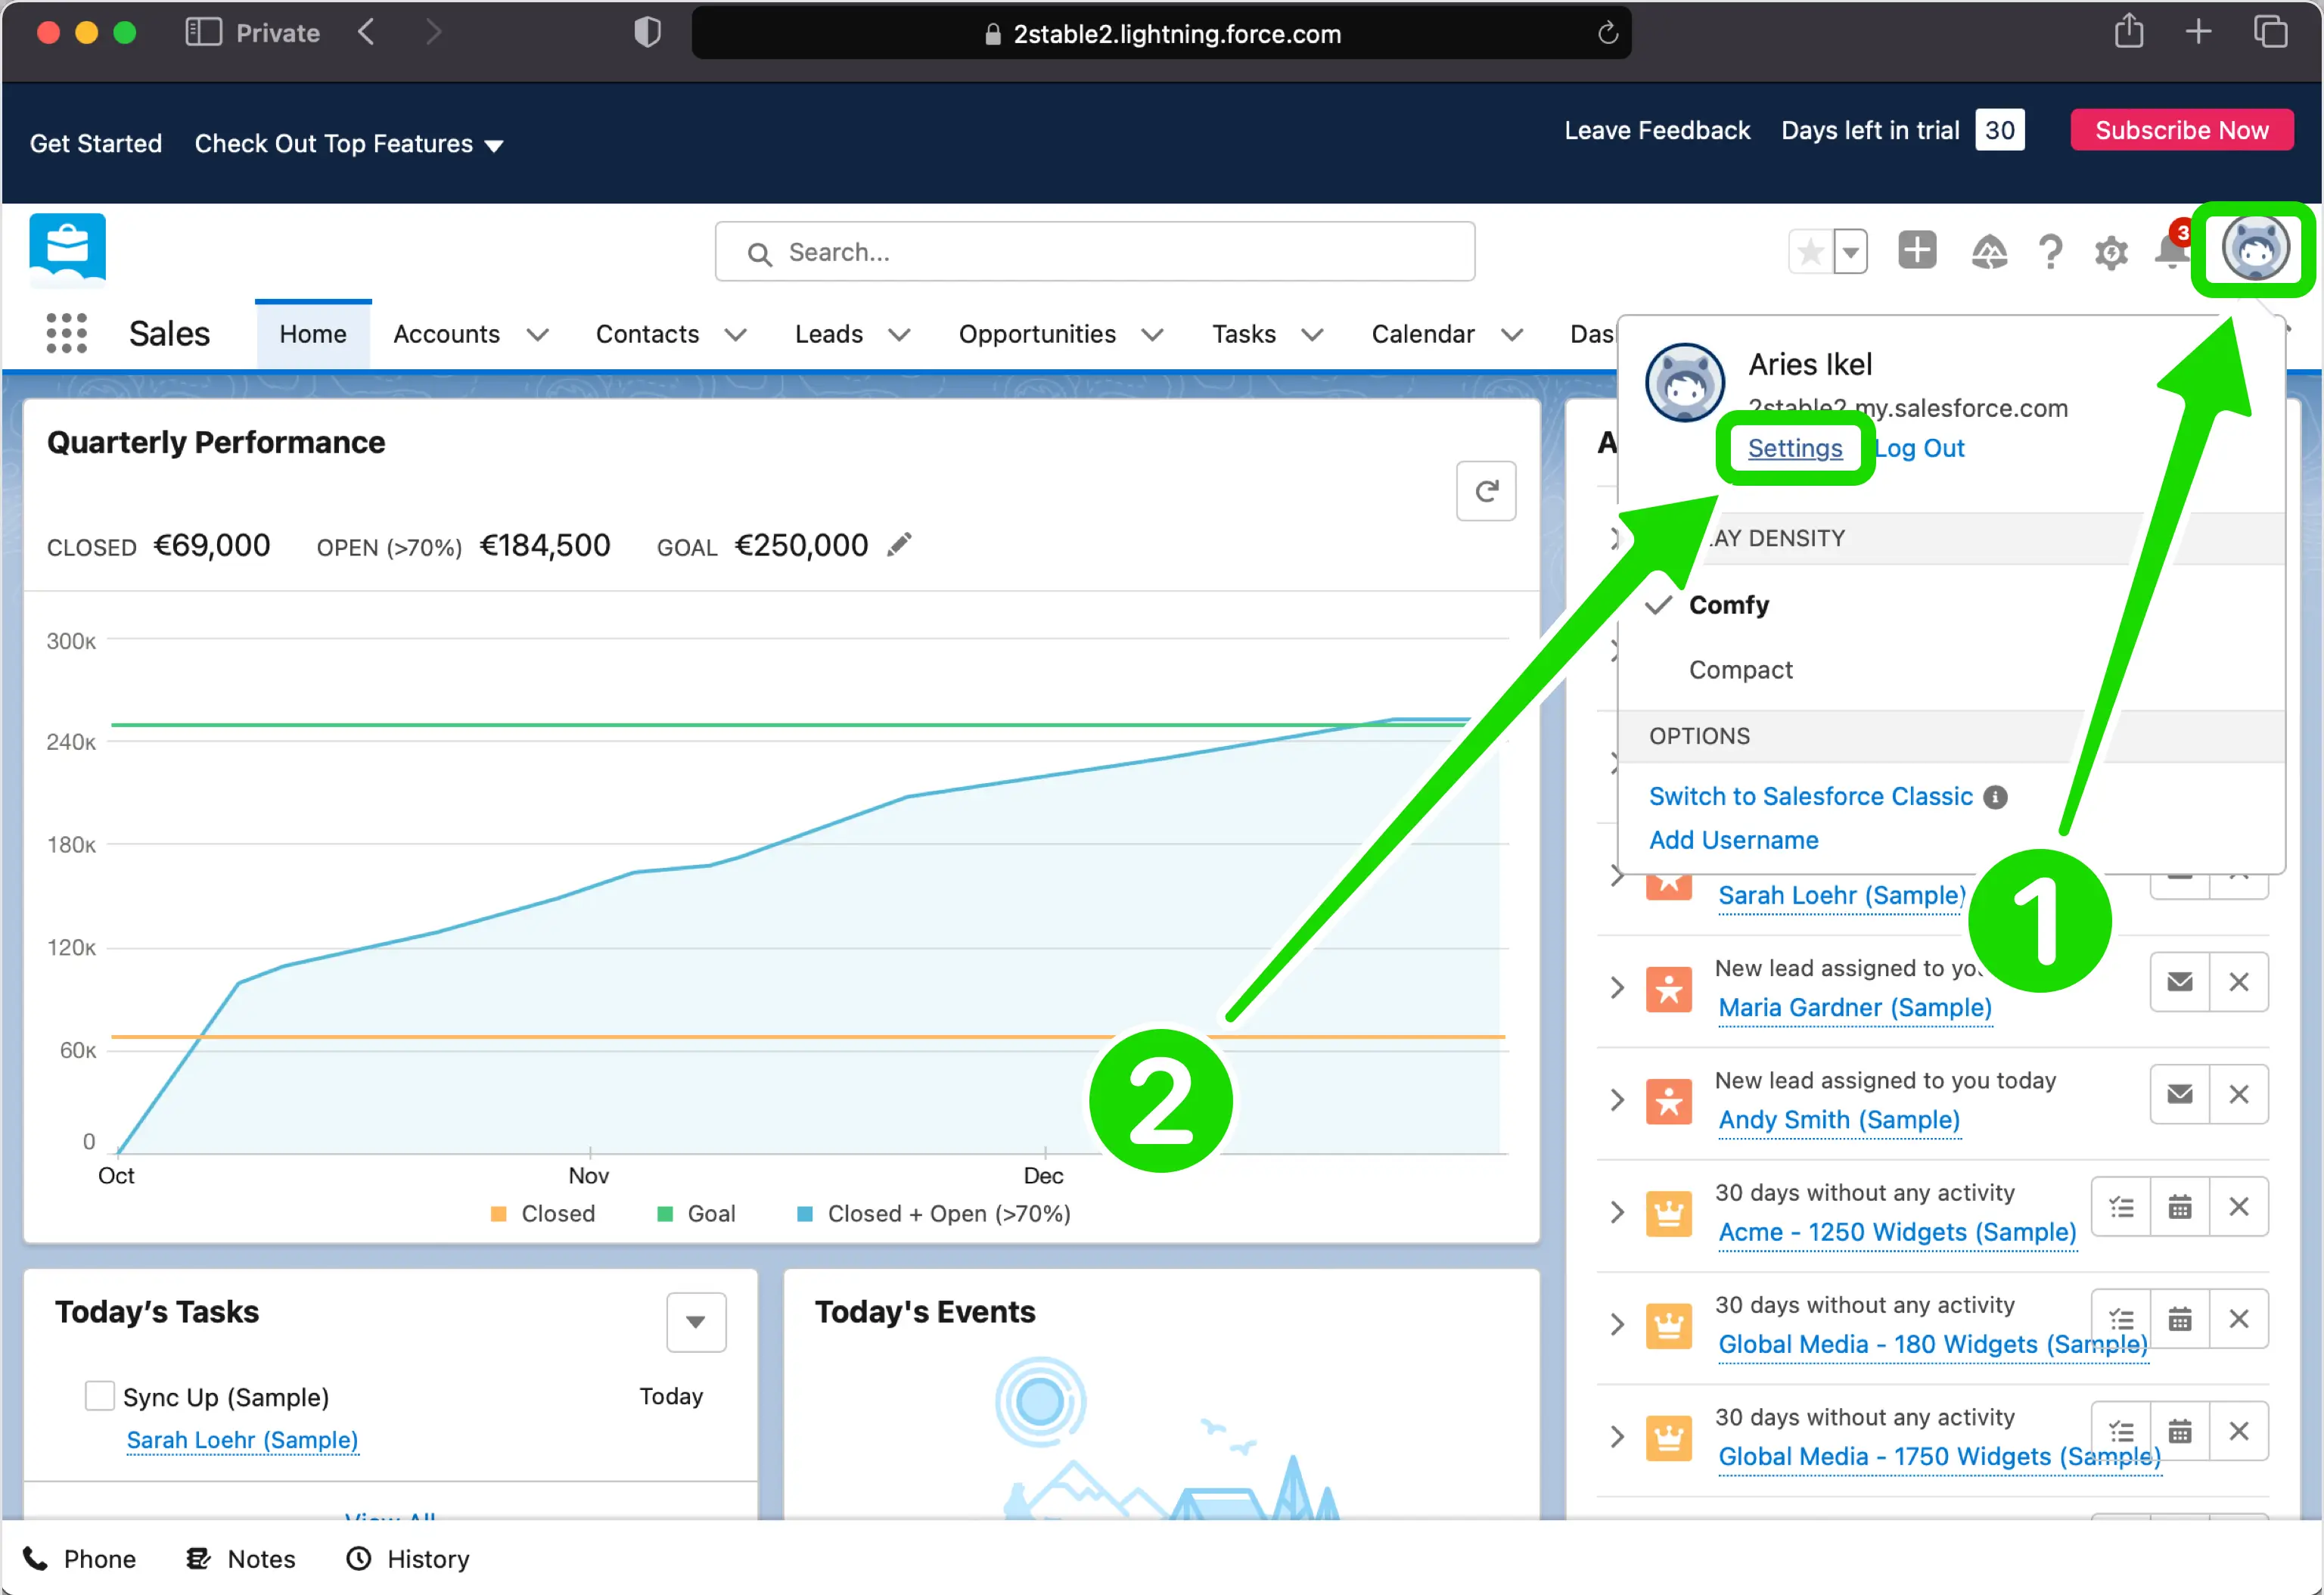 Private
2stable2.lightning.force.com
Get Started Check Out Top Features
Leave Feedback Days left in trial 30 Subscribe Now
Search...
3
Sales Home Accounts Contacts Leads Opportunities Tasks Calendar Das
Aries Ikel
2stable2.my.salesforce.com
Settings Log Out
LAY DENSITY
Comfy
Compact
OPTIONS
Switch to Salesforce Classic
Add Username
Quarterly Performance
CLOSED €69,000 OPEN (>70%) €184,500 GOAL €250,000
300K
240K
180K
120K
60K
0
Oct Nov Dec
Closed Goal Closed + Open (>70%)
1
2
A
Sarah Loehr (Sample)
New lead assigned to yo
Maria Gardner (Sample)
New lead assigned to you today
Andy Smith (Sample)
30 days without any activity
Acme - 1250 Widgets (Sample)
30 days without any activity
Global Media - 180 Widgets (Sample)
30 days without any activity
Global Media - 1750 Widgets (Sample)
Today's Tasks
Sync Up (Sample) Today
Sarah Loehr (Sample)
View All
Today's Events
Phone Notes History